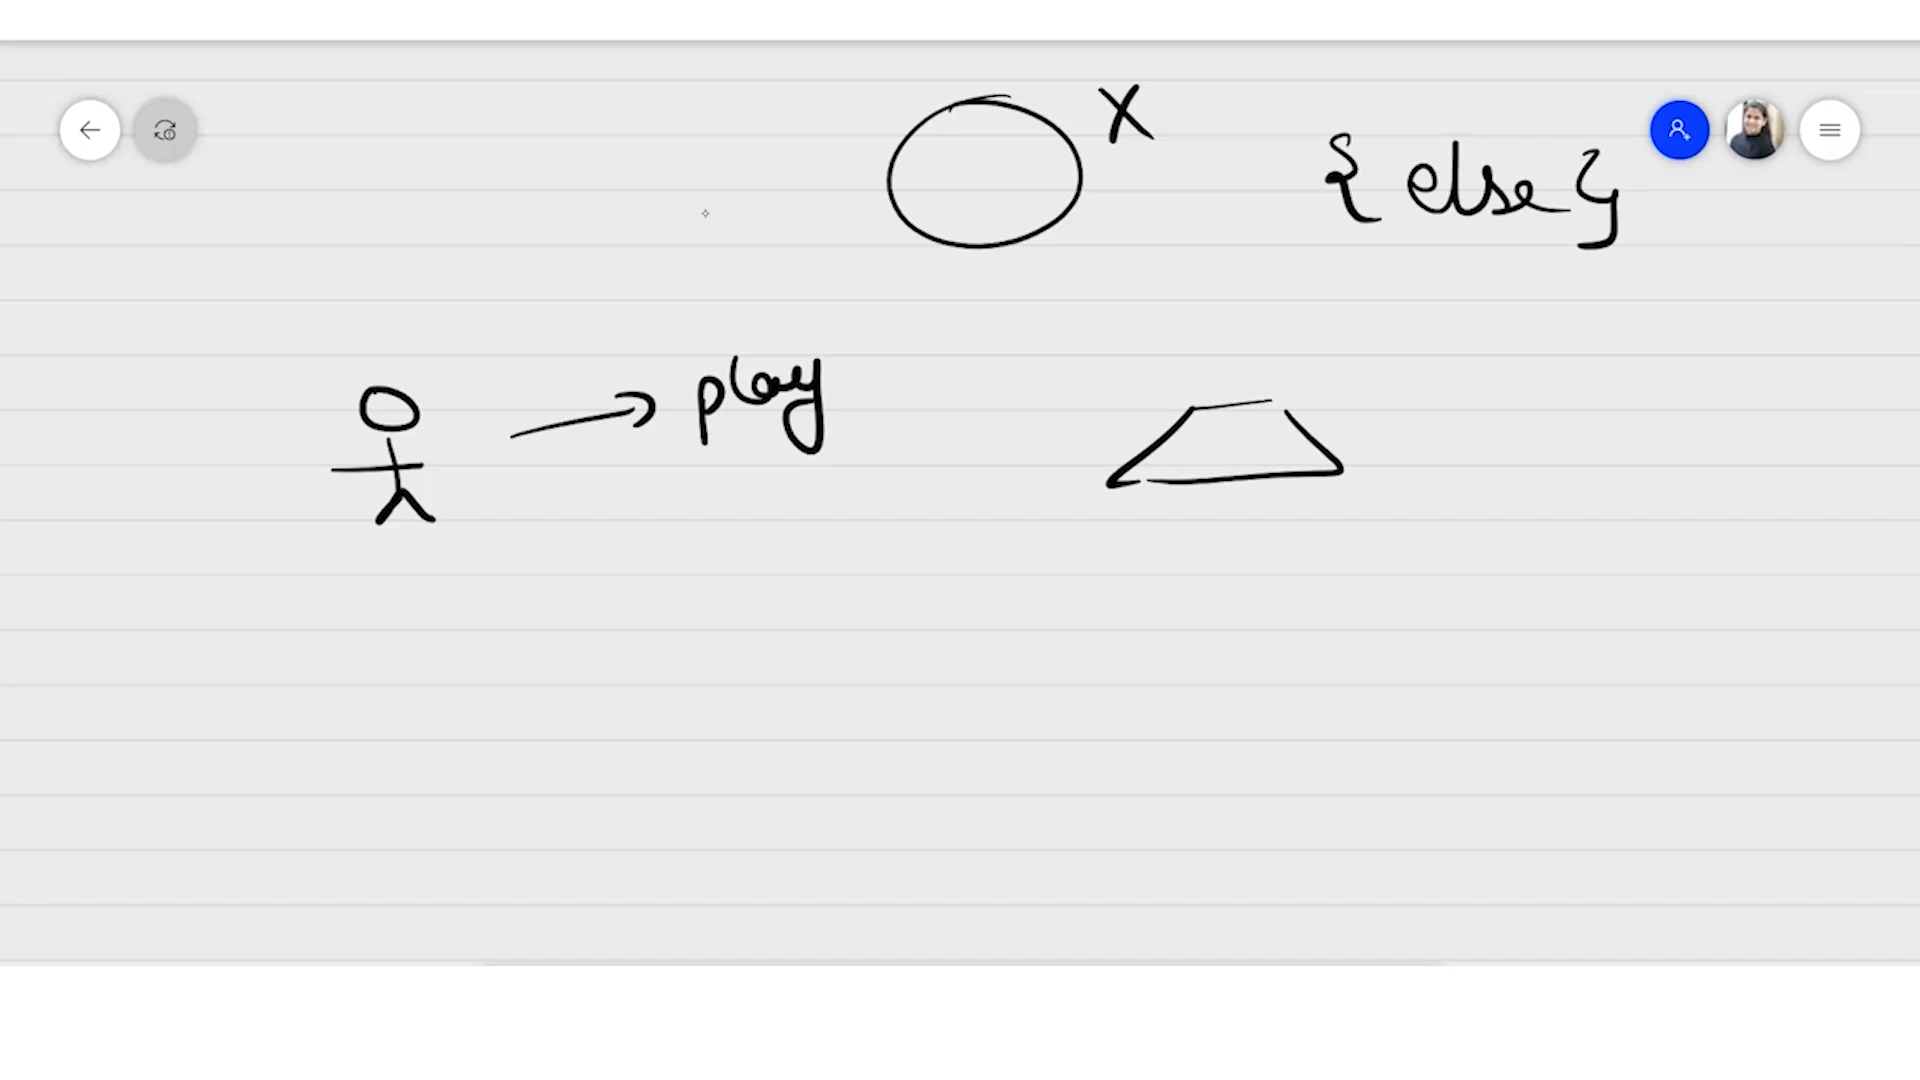 X
{ else }
play